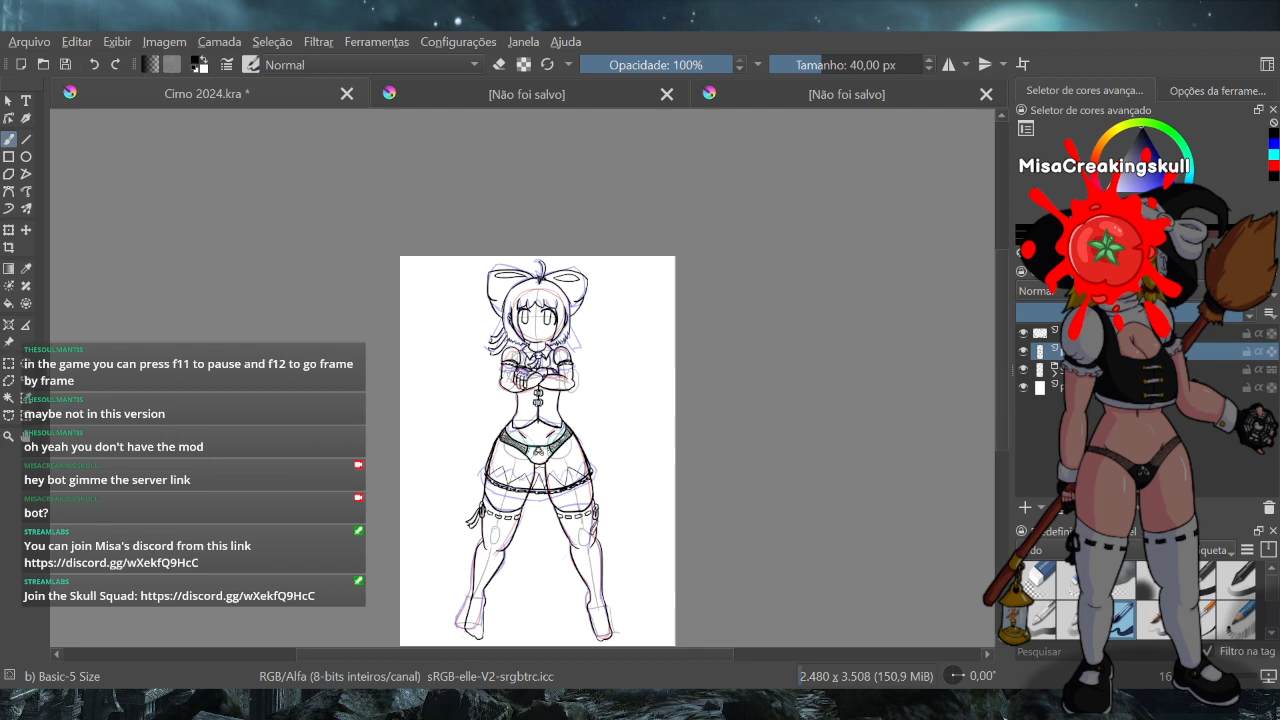 Arquivo Editar Exibir Imagem Camada Seleção Filtrar Ferramentas Configurações Janela Ajuda
Normal Opacidade: 100% Tamanho: 40,00 px
Cirno 2024.kra * [Não foi salvo] [Não foi salvo]
Seletor de cores avança... Opções da ferrame...
Seletor de cores avançado
MisaCreakingskull
THESOULMANTIS
in the game you can press f11 to pause and f12 to go frame
by frame
THESOULMANTIS
maybe not in this version
THESOULMANTIS
oh yeah you don't have the mod
MISACREAKINGSKULL
hey bot gimme the server link
MISACREAKINGSKULL
bot?
STREAMLABS
You can join Misa's discord from this link
https://discord.gg/wXekfQ9HcC
STREAMLABS
Join the Skull Squad: https://discord.gg/wXekfQ9HcC
Pesquisar Filtro na tag
b) Basic-5 Size RGB/Alfa (8-bits inteiros/canal) sRGB-elle-V2-srgbtrc.icc 2.480 x 3.508 (150,9 MiB) 0,00°